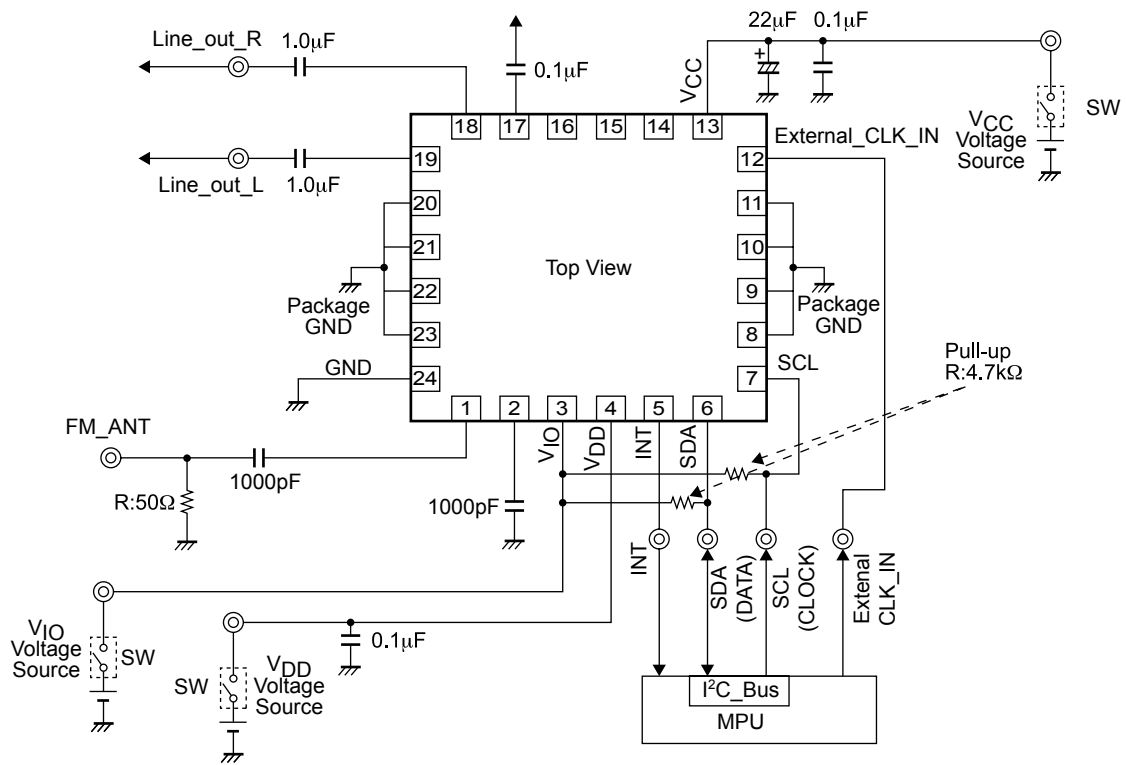 Line_out_R
1.0µF
0.1µF
VCC
22µF
0.1µF
+
SW
VCC
Voltage
Source
18
17
16
15
14
13
External_CLK_IN
19
12
Line_out_L
1.0µF
20
11
21
10
Top View
22
9
Package
GND
Package
GND
23
8
GND
24
7
SCL
Pull-up
R:4.7kΩ
1
2
3
4
5
6
FM_ANT
VIO
VDD
INT
SDA
1000pF
R:50Ω
1000pF
INT
SDA
(DATA)
SCL
(CLOCK)
Extenal
CLK_IN
VIO
Voltage
Source
SW
0.1µF
SW
VDD
Voltage
Source
I²C_Bus
MPU